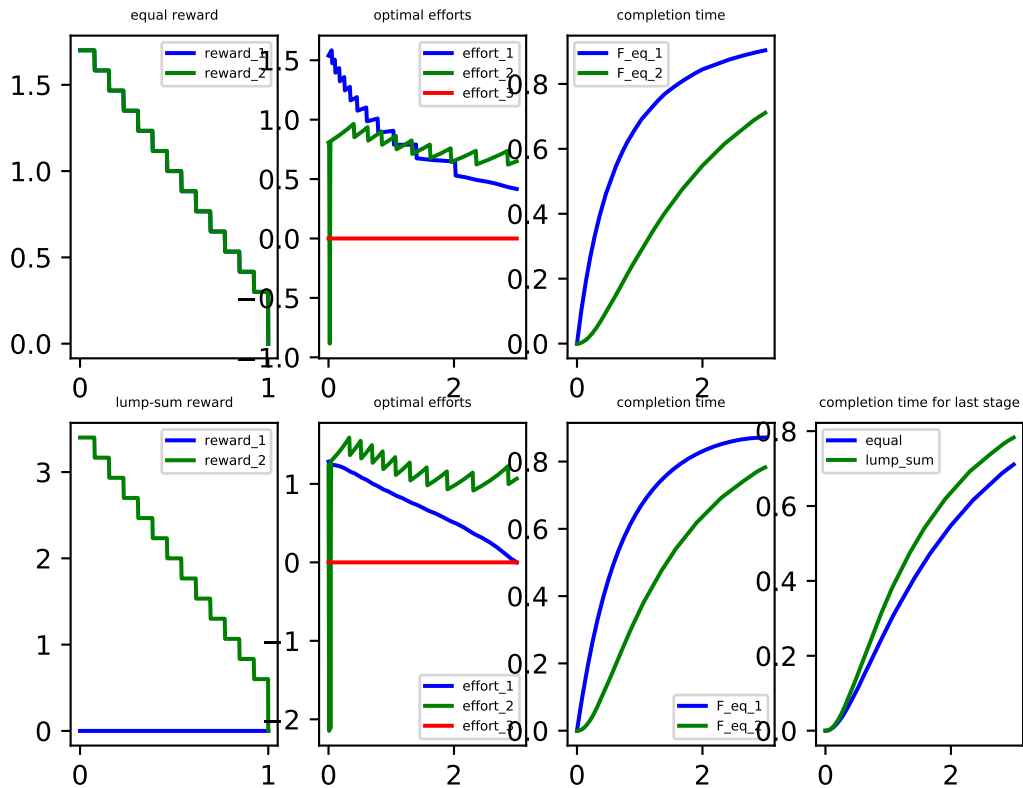 equal reward
optimal efforts
completion time
reward_1
reward_2
effort_1
effort_2
effort_3
F_eq_1
F_eq_2
1.5
1.0
0.5
0.0
0
1
1.5
1.0
0.5
0.0
−0.5
−1.0
0
2
0.8
0.6
0.4
0.2
0.0
0
2
lump-sum reward
optimal efforts
completion time
completion time for last stage
reward_1
reward_2
effort_1
effort_2
effort_3
F_eq_1
F_eq_2
equal
lump_sum
3
2
1
0
0
1
1
0
−1
−2
0
2
0.8
0.6
0.4
0.2
0.0
0
2
0.8
0.6
0.4
0.2
0.0
0
2